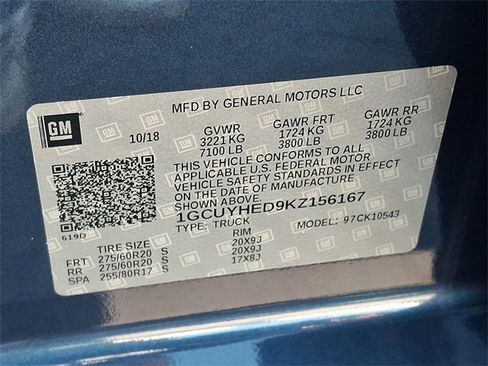 MFD BY GENERAL MOTORS LLC
GM
10/18 GVWR GAWR FRT GAWR RR
3221 KG 1724 KG 1724 KG
7100 LB 3800 LB 3800 LB
THIS VEHICLE CONFORMS TO ALL
APPLICABLE U.S. FEDERAL MOTOR
VEHICLE SAFETY STANDARDS IN EFFECT
ON THE DATE OF MANUFACTURE
1GCUYHED9KZ156167
TYPE: TRUCK MODEL: 97CK10543
619D
TIRE SIZE RIM
FRT 275/60R20 S 20X9J
RR 275/60R20 S 20X9J
SPA 255/80R17 S 17X8J